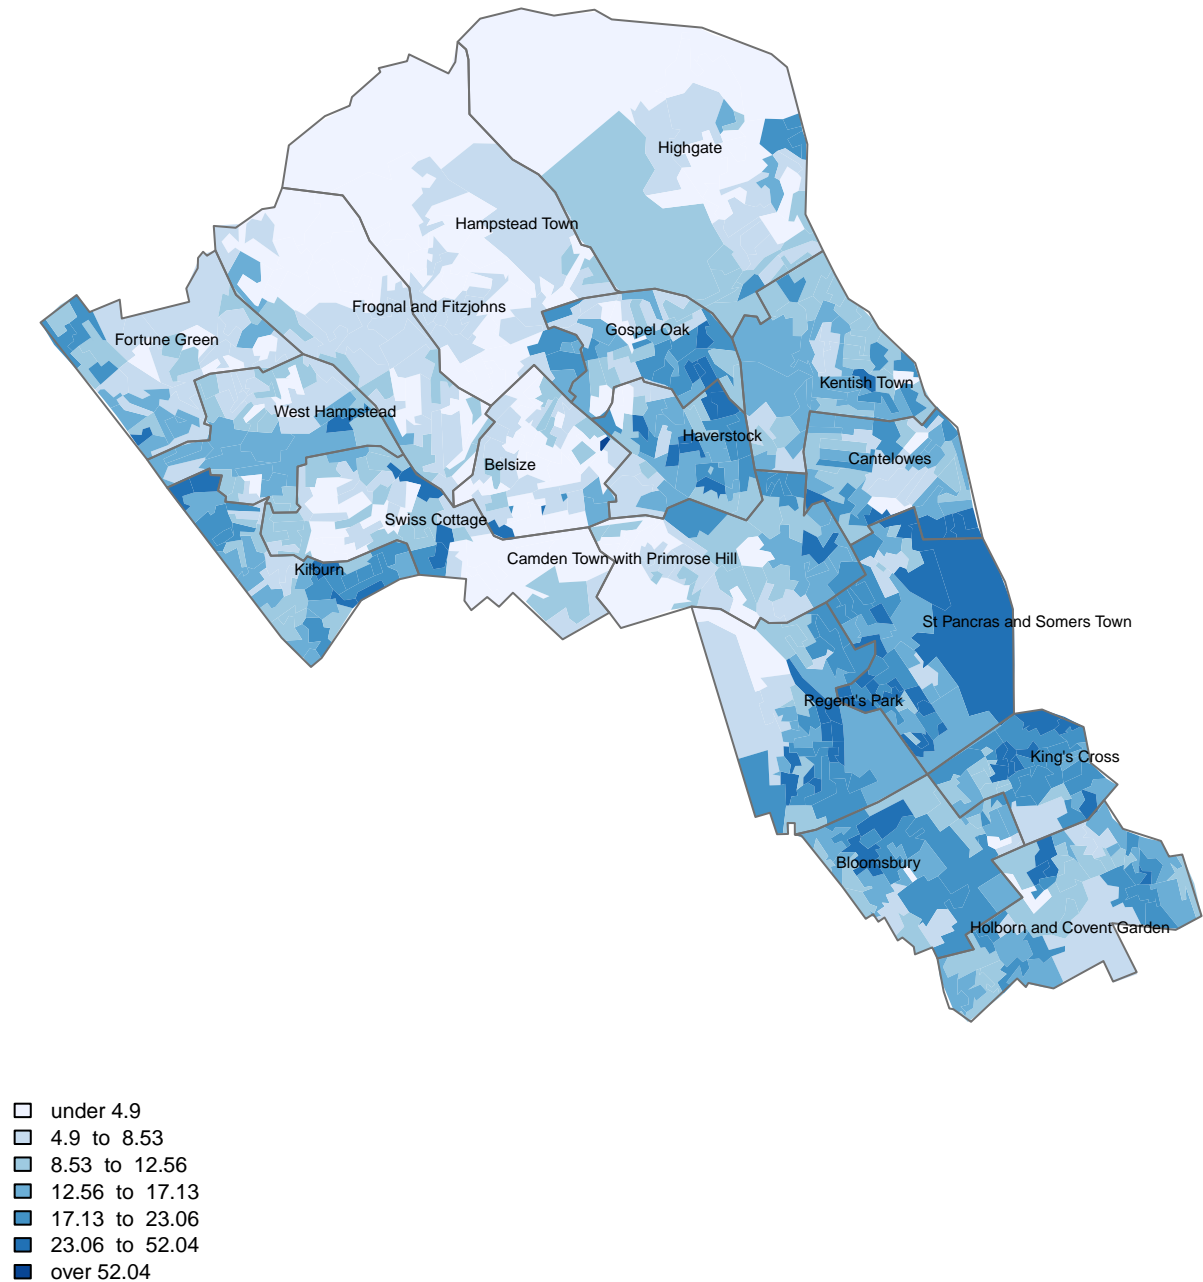 Highgate
Hampstead Town
Frognal and Fitzjohns
Gospel Oak
Fortune Green
Kentish Town
West Hampstead
Haverstock
Cantelowes
Belsize
Swiss Cottage
Camden Town with Primrose Hill
Kilburn
St Pancras and Somers Town
Regent's Park
King's Cross
Bloomsbury
Holborn and Covent Garden
under 4.9
4.9 to 8.53
8.53 to 12.56
12.56 to 17.13
17.13 to 23.06
23.06 to 52.04
over 52.04